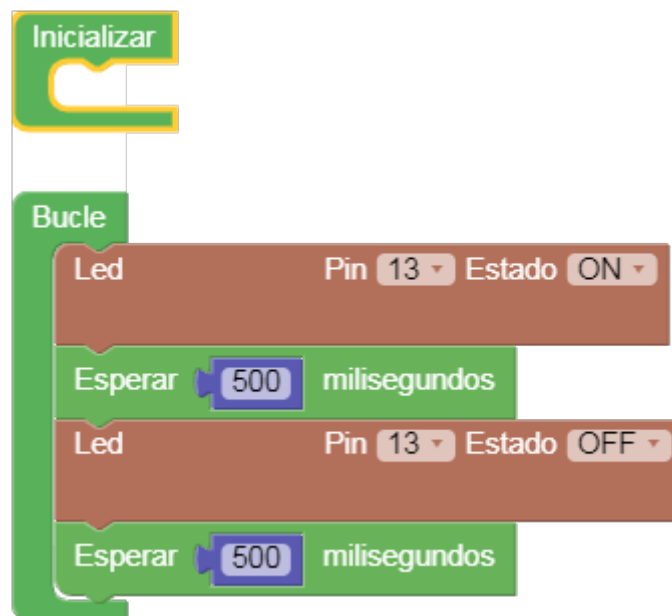 Inicializar
Bucle
Led Pin 13 Estado ON
Esperar 500 milisegundos
Led Pin 13 Estado OFF
Esperar 500 milisegundos